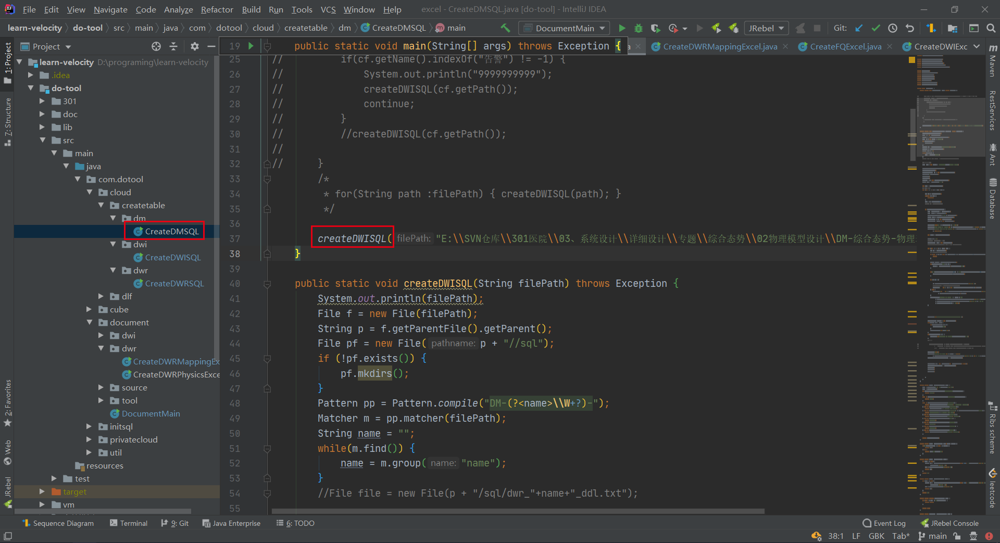 File Edit View Navigate Code Analyze Refactor Build Run Tools VCS Window Help excel - CreateDMSQL.java [do-tool] - IntelliJ IDEA
learn-velocity do-tool src main java com dotool cloud createtable dm CreateDMSQL main DocumentMain JRebel Git:
Project
19 public static void main(String[] args) throws Exception {
a CreateDWRMappingExcel.java CreateFQExcel.java CreateDWIExc
1: Project
7: Structure
2: Favorites
Web
JRebel
learn-velocity D:\programing\learn-velocity
.idea
do-tool
301
doc
lib
src
main
java
com.dotool
cloud
createtable
dm
CreateDMSQL
dwi
CreateDWISQL
dwr
CreateDWRSQL
dlf
cube
document
dwi
dwr
CreateDWRMappingEx
CreateDWRPhysicsExce
source
tool
DocumentMain
initsql
privatecloud
util
resources
test
target
vm
25 // if(cf.getName().indexOf("告警") != -1) {
26 // System.out.println("9999999999");
27 // createDWISQL(cf.getPath());
28 // continue;
29 // }
30 // //createDWISQL(cf.getPath());
31 //
32 // }
33 /*
34 * for(String path :filePath) { createDWISQL(path); }
35 */
36
37 createDWISQL( filePath: "E:\\SVN仓库\\301医院\\03、系统设计\\详细设计\\专题\\综合态势\\02物理模型设计\\DM-综合态势-物理
38 }
39
40 public static void createDWISQL(String filePath) throws Exception {
41 System.out.println(filePath);
42 File f = new File(filePath);
43 String p = f.getParentFile().getParent();
44 File pf = new File( pathname: p + "//sql");
45 if (!pf.exists()) {
46 pf.mkdirs();
47 }
48 Pattern pp = Pattern.compile("DM-(?<name>\\W+?)-");
49 Matcher m = pp.matcher(filePath);
50 String name = "";
51 while(m.find()) {
52 name = m.group( name: "name");
53 }
54 //File file = new File(p + "/sql/dwr_"+name+"_ddl.txt");
55
Maven
RestServices
Ant
Database
Ribs scheme
leetcode
Sequence Diagram Terminal 9: Git Java Enterprise 6: TODO Event Log JRebel Console
38:1 LF GBK Tab* main